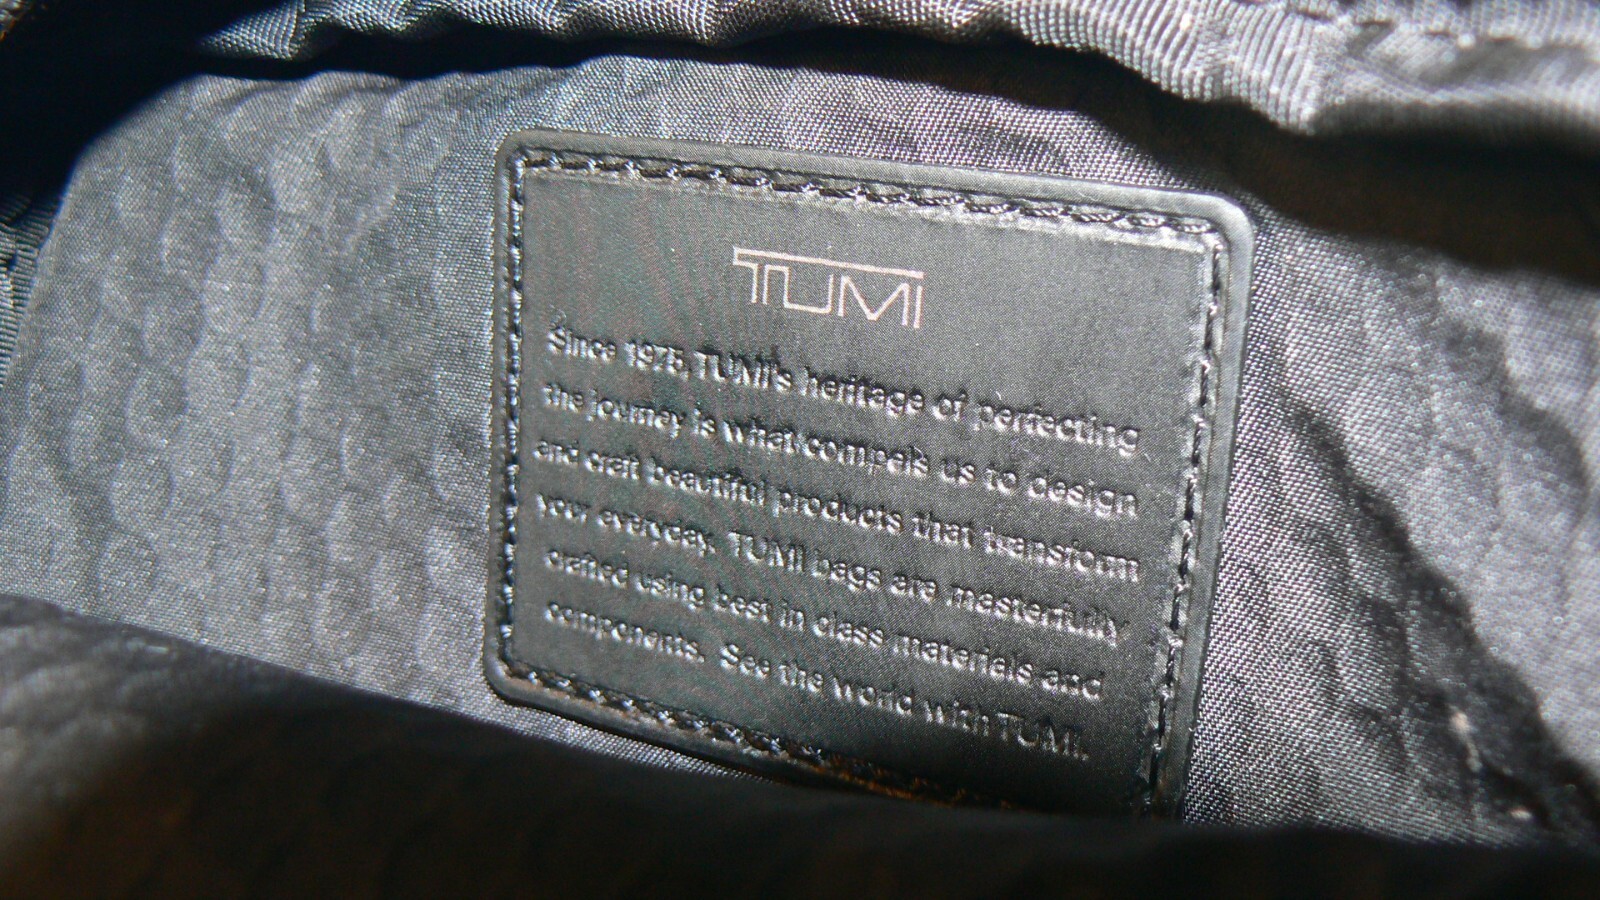 TUMI
Since 1975, TUMI's heritage of perfecting
the journey is what compels us to design
and craft beautiful products that transform
your everyday. TUMI bags are masterfully
crafted using best in class materials and
components. See the world with TUMI.